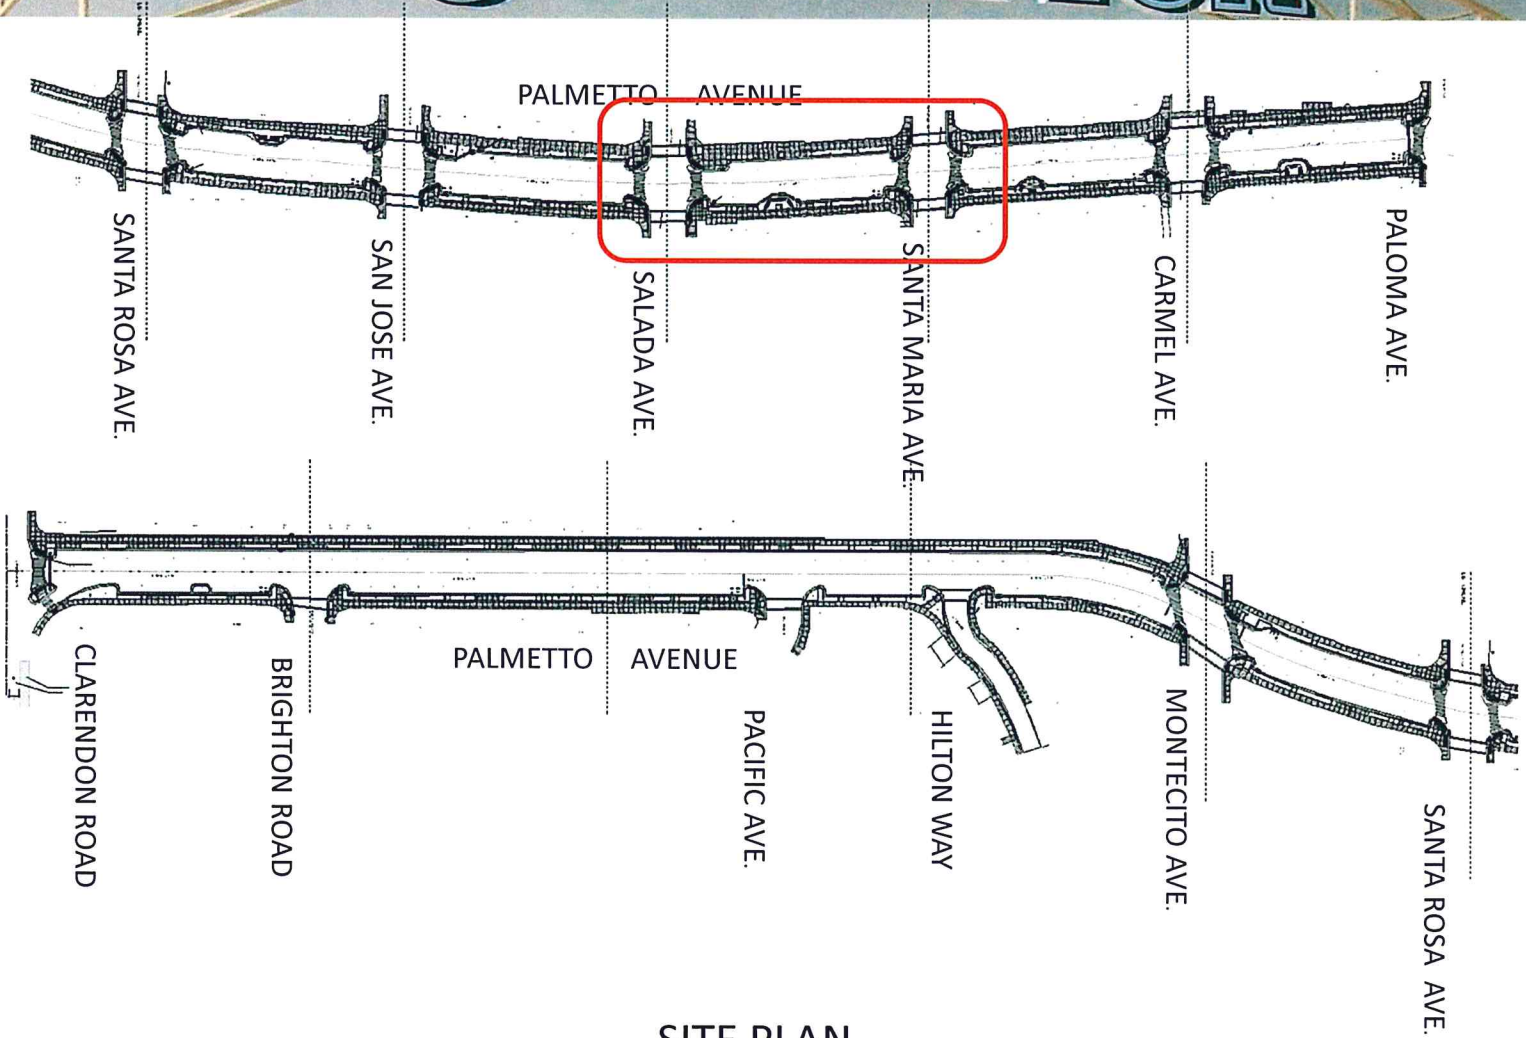 PALMETTO AVENUE
SANTA ROSA AVE.
SAN JOSE AVE.
SALADA AVE.
SANTA MARIA AVE.
CARMEL AVE.
PALOMA AVE.
PALMETTO AVENUE
CLARENDON ROAD
BRIGHTON ROAD
PACIFIC AVE.
HILTON WAY
MONTECITO AVE.
SANTA ROSA AVE.
SITE PLAN